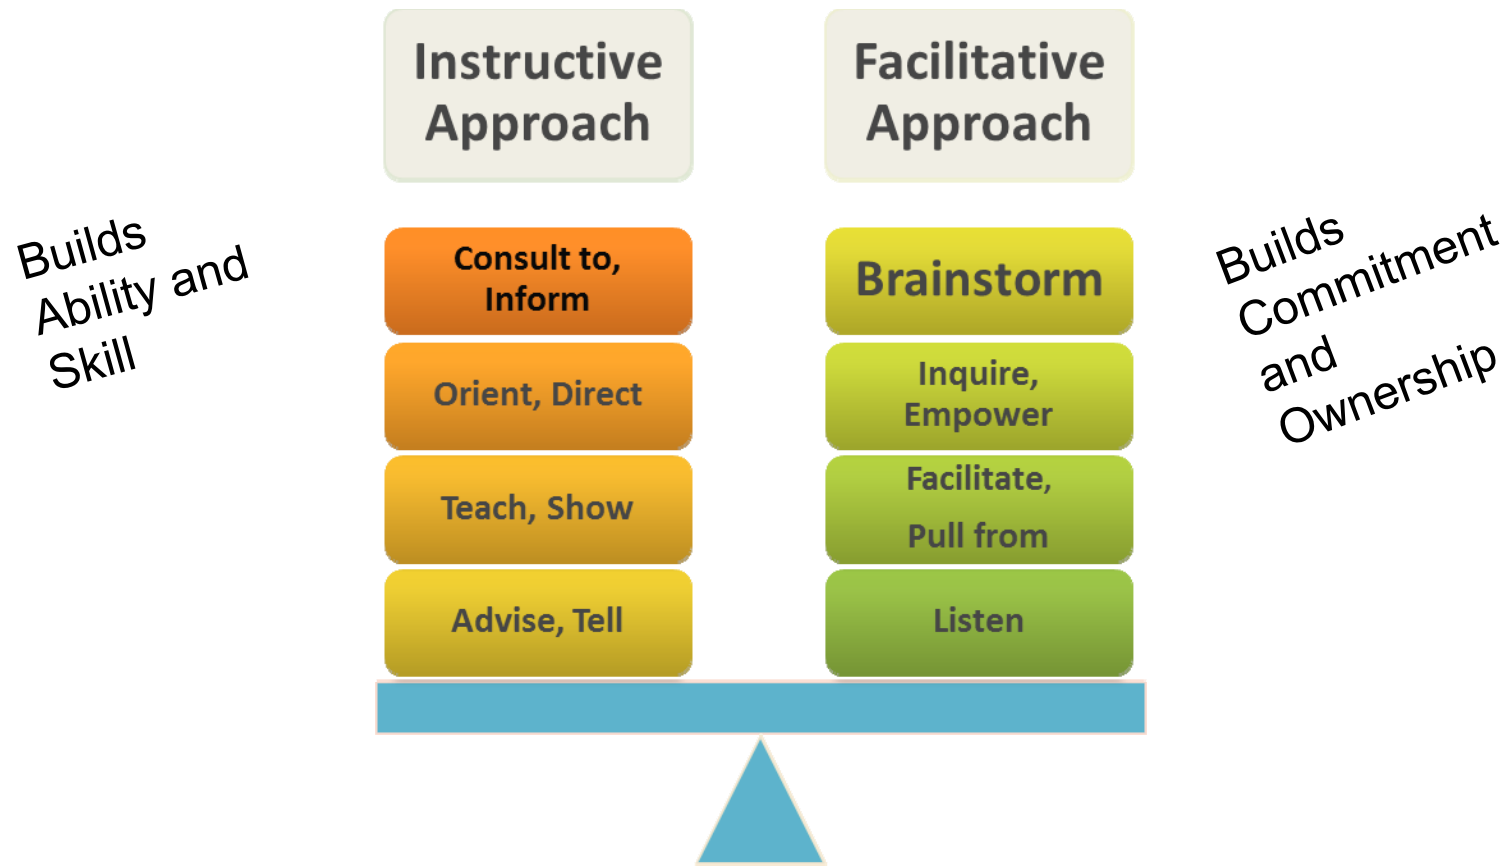 Instructive
Approach
Facilitative
Approach
Builds
Ability and
Skill
Consult to,
Inform
Orient, Direct
Teach, Show
Advise, Tell
Brainstorm
Inquire,
Empower
Facilitate,
Pull from
Listen
Builds
Commitment
and
Ownership